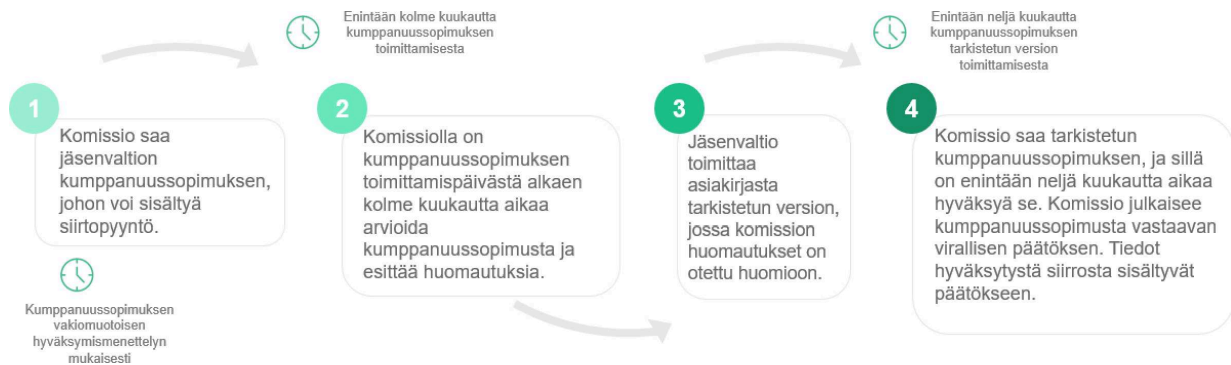 Enintään kolme kuukautta
kumppanuussopimuksen
toimittamisesta
Enintään neljä kuukautta
kumppanuussopimuksen
tarkistetun version
toimittamisesta
1
Komissio saa
jäsenvaltion
kumppanuussopimuksen,
johon voi sisältyä
siirtopyyntö.
Kumppanuussopimuksen
vakiomuotoisen
hyväksymismenettelyn
mukaisesti
2
Komissiolla on
kumppanuussopimuksen
toimittamispäivästä alkaen
kolme kuukautta aikaa
arvioida
kumppanuussopimusta ja
esittää huomautuksia.
3
Jäsenvaltio
toimittaa
asiakirjasta
tarkistetun version,
jossa komission
huomautukset on
otettu huomioon.
4
Komissio saa tarkistetun
kumppanuussopimuksen, ja sillä
on enintään neljä kuukautta aikaa
hyväksyä se. Komissio julkaisee
kumppanuussopimusta vastaavan
virallisen päätöksen. Tiedot
hyväksytystä siirrosta sisältyvät
päätökseen.